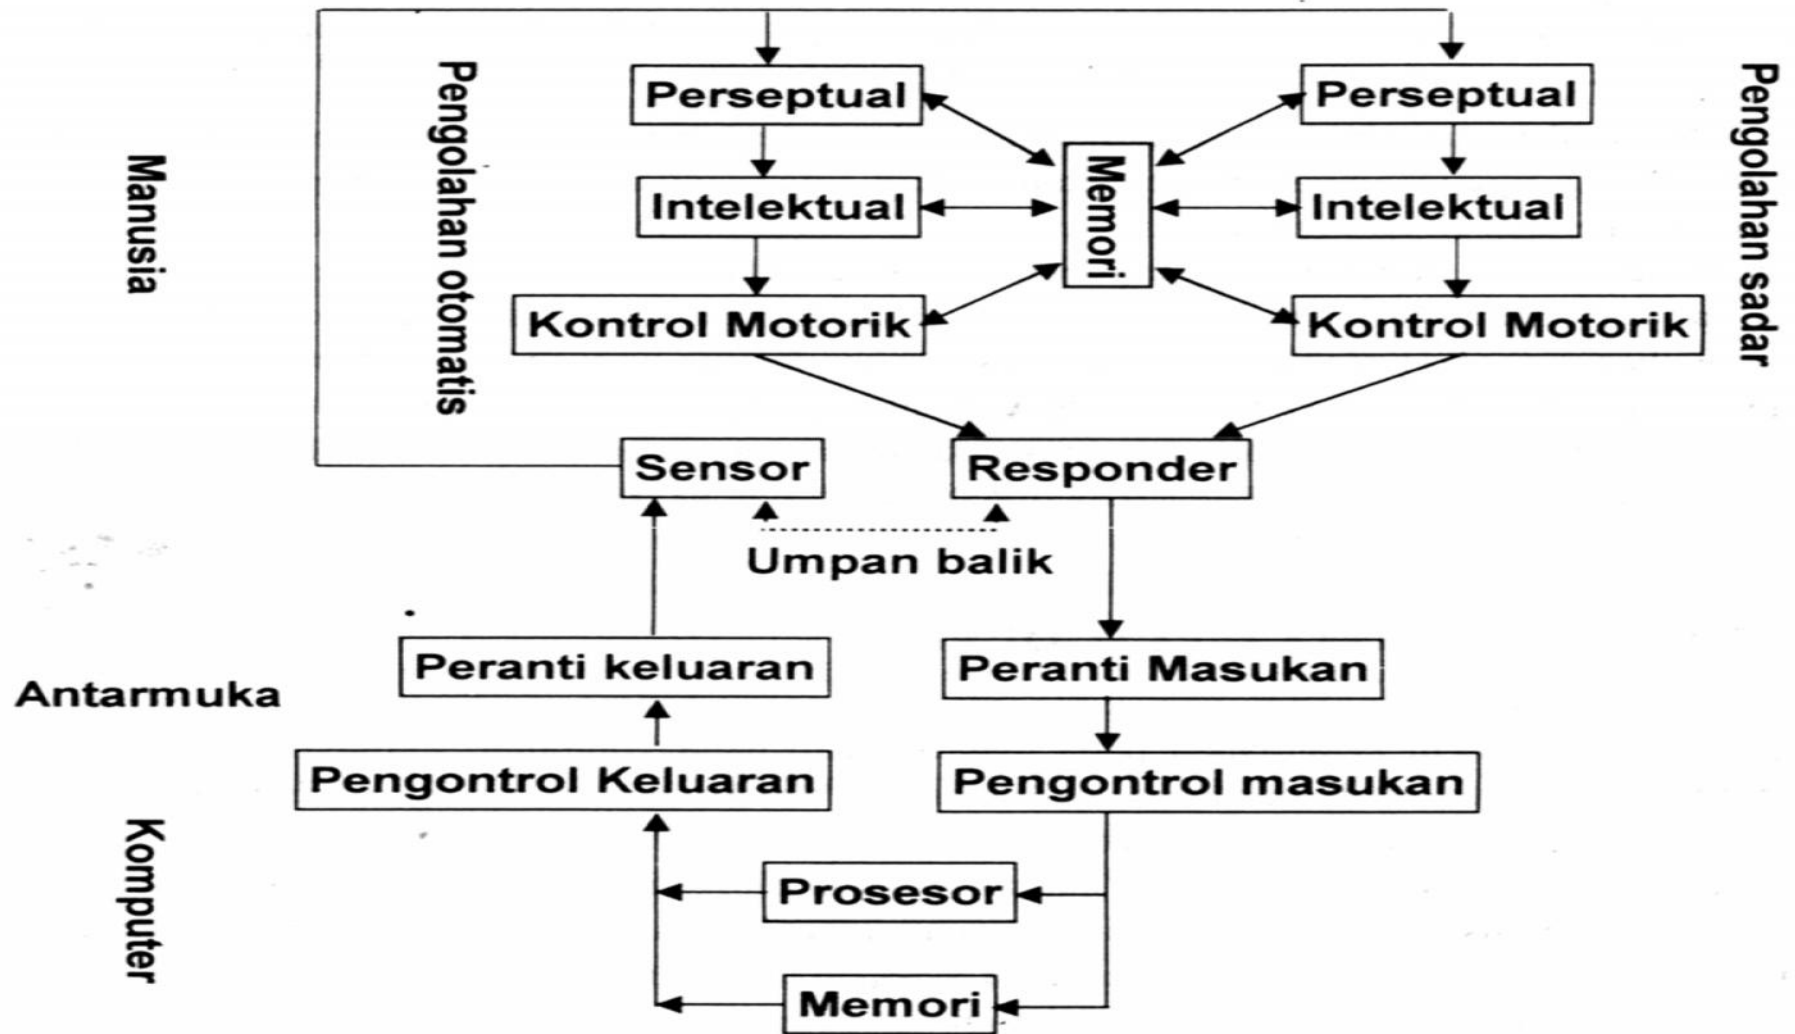 Perseptual
Perseptual
Pengolahan otomatis
Pengolahan sadar
Manusia
Memori
Intelektual
Intelektual
Kontrol Motorik
Kontrol Motorik
Sensor
Responder
Umpan balik
Antarmuka
Peranti keluaran
Peranti Masukan
Pengontrol Keluaran
Pengontrol masukan
Komputer
Prosesor
Memori